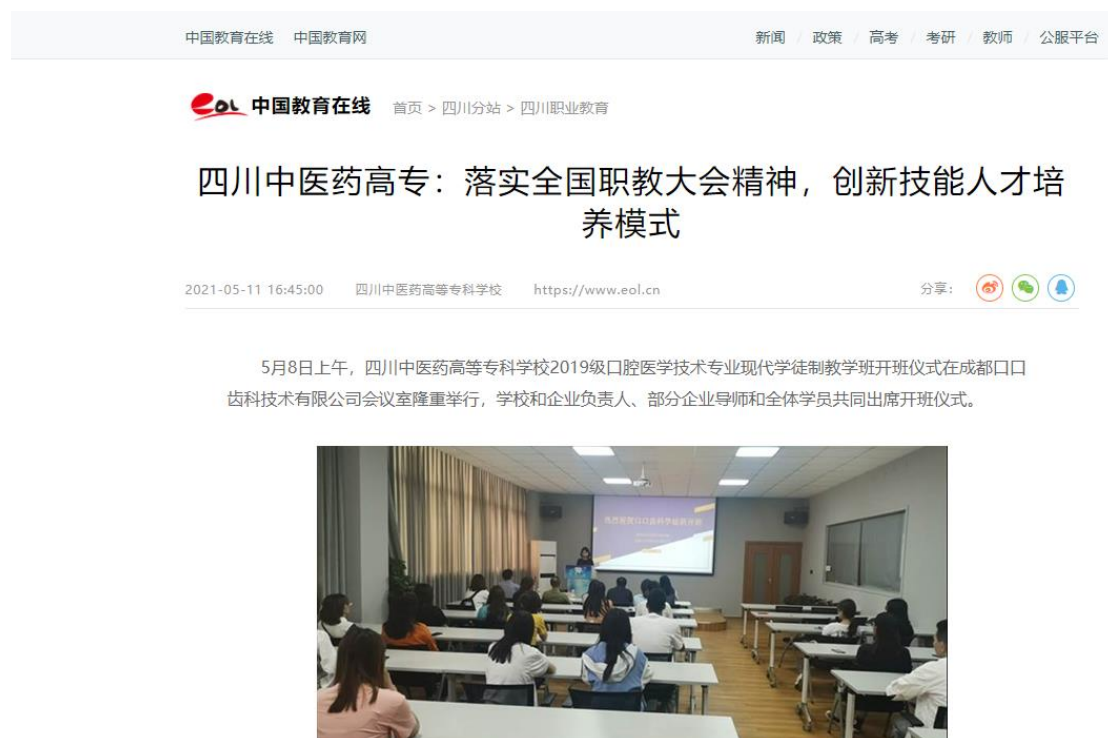 中国教育在线 中国教育网 新闻 / 政策 / 高考 / 考研 / 教师 / 公服平台
eoL 中国教育在线 首页 > 四川分站 > 四川职业教育
四川中医药高专：落实全国职教大会精神，创新技能人才培
养模式
2021-05-11 16:45:00 四川中医药高等专科学校 https://www.eol.cn 分享：
5月8日上午，四川中医药高等专科学校2019级口腔医学技术专业现代学徒制教学班开班仪式在成都口口
齿科技术有限公司会议室隆重举行，学校和企业负责人、部分企业导师和全体学员共同出席开班仪式。